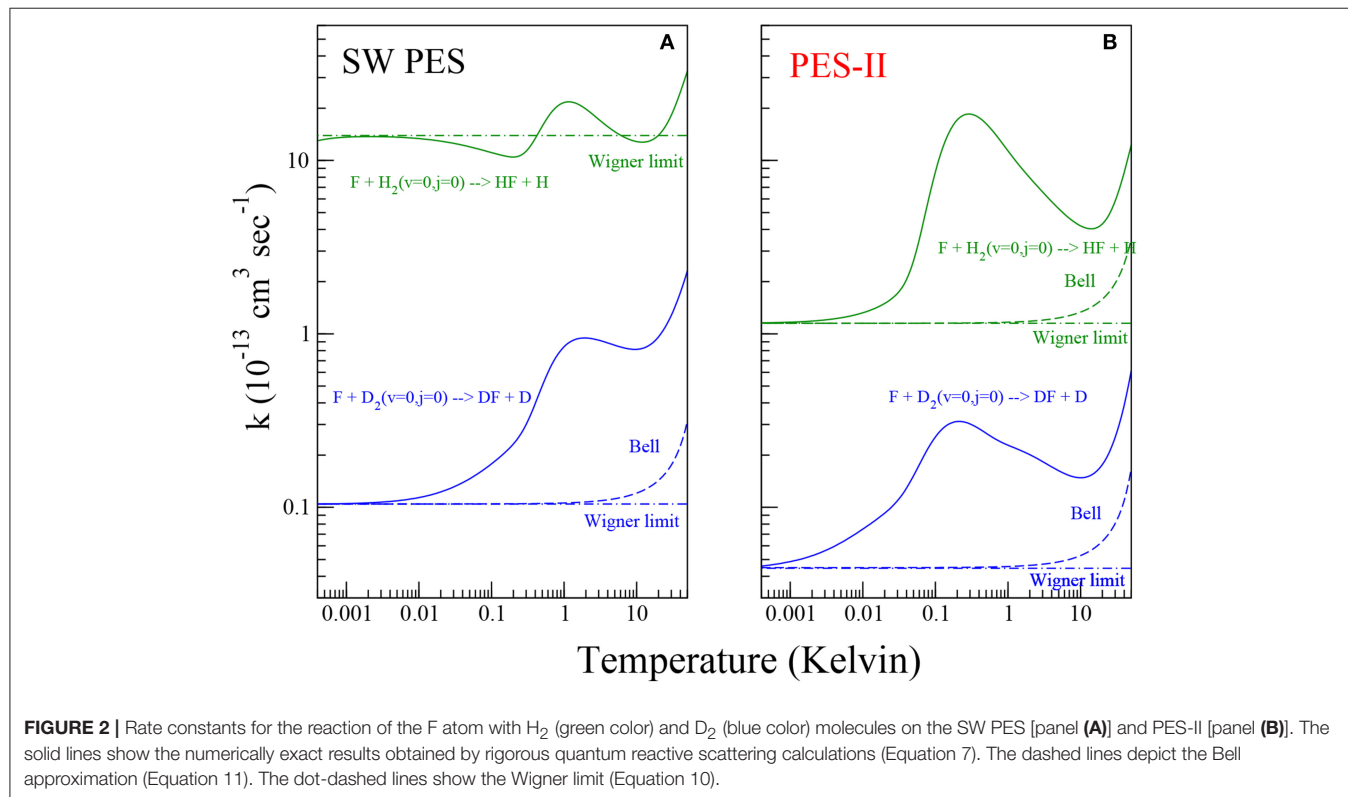 A
SW PES
Wigner limit
F + H₂(v=0,j=0) --> HF + H
F + D₂(v=0,j=0) --> DF + D
Bell
Wigner limit
10
1
0.1
0.001
0.01
0.1
1
10
k (10⁻¹³ cm³ sec⁻¹)
B
PES-II
F + H₂(v=0,j=0) --> HF + H
Bell
Wigner limit
F + D₂(v=0,j=0) --> DF + D
Bell
Wigner limit
0.001
0.01
0.1
1
10
Temperature (Kelvin)
FIGURE 2 | Rate constants for the reaction of the F atom with H₂ (green color) and D₂ (blue color) molecules on the SW PES [panel (A)] and PES-II [panel (B)]. The
solid lines show the numerically exact results obtained by rigorous quantum reactive scattering calculations (Equation 7). The dashed lines depict the Bell
approximation (Equation 11). The dot-dashed lines show the Wigner limit (Equation 10).